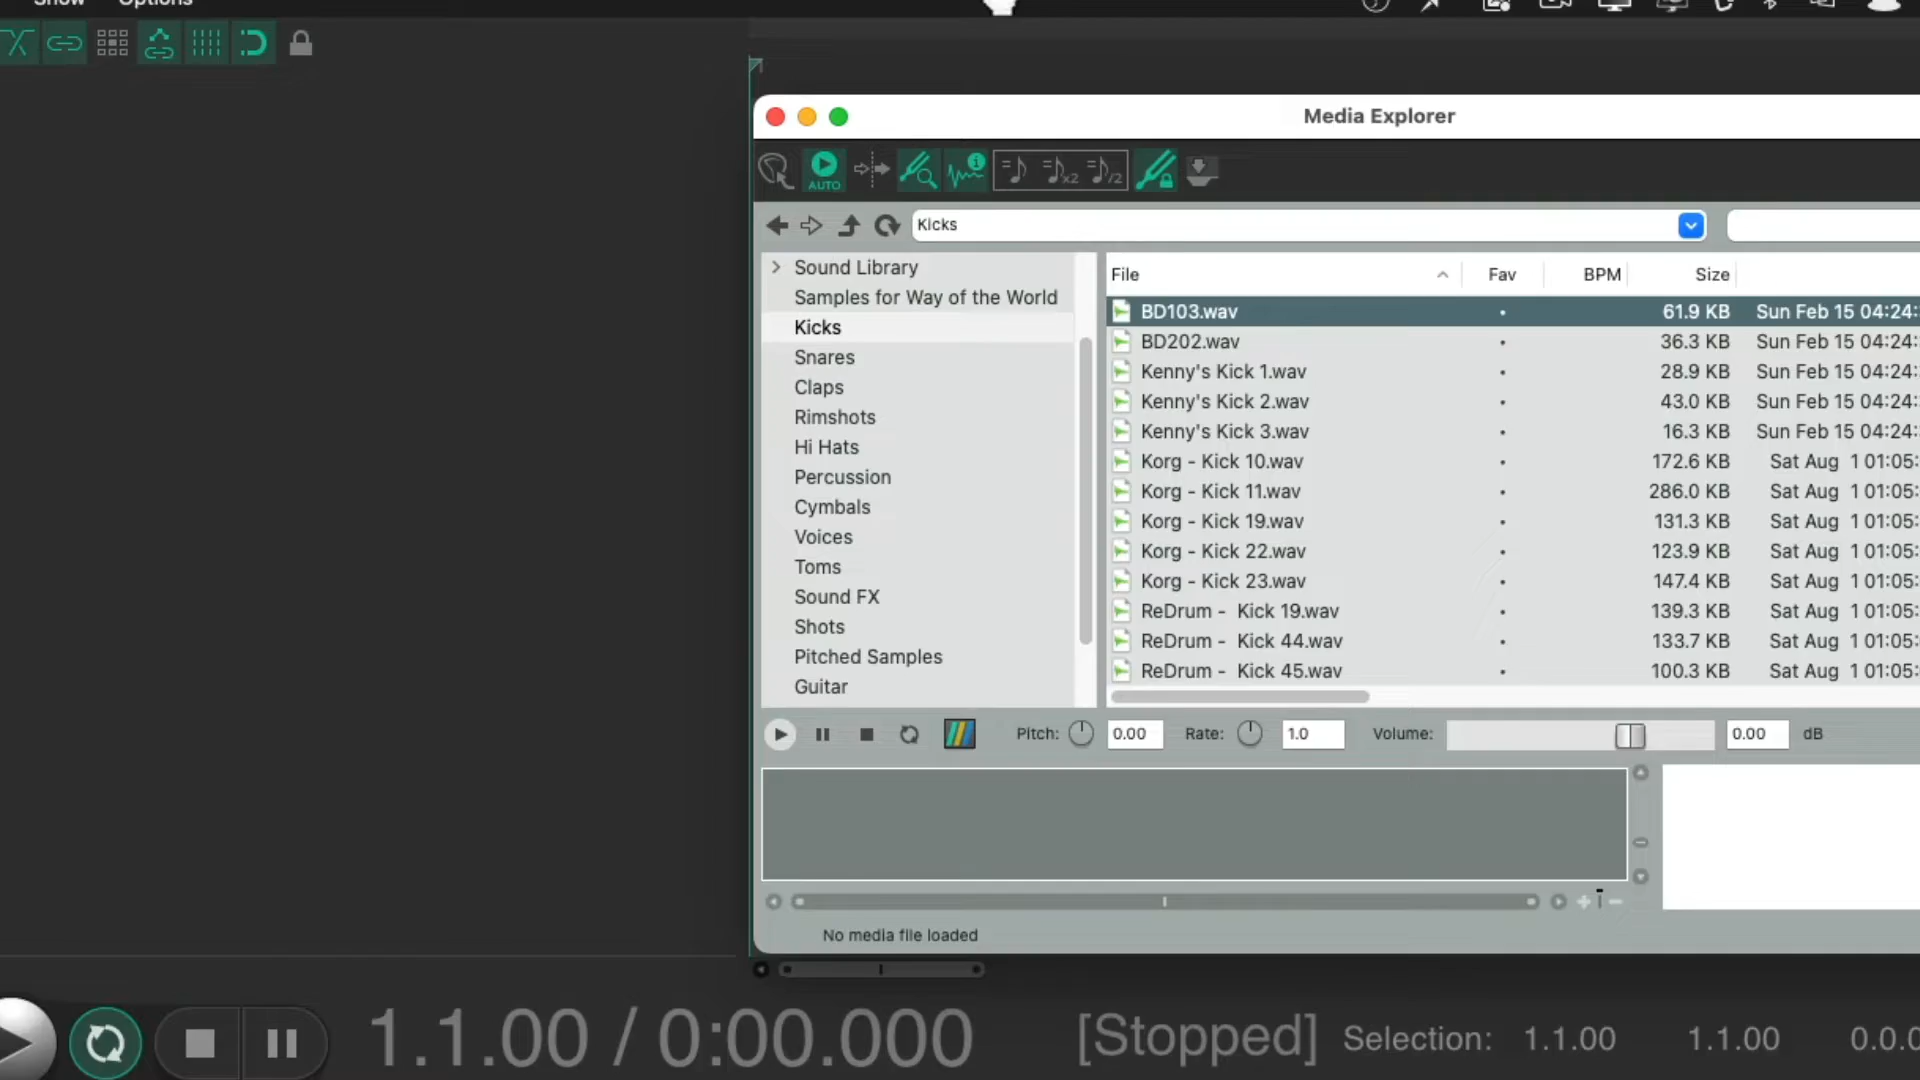 Show Options
Media Explorer
AUTO
x2 /2
Kicks
File Fav BPM Size
Sound Library
Samples for Way of the World
Kicks
Snares
Claps
Rimshots
Hi Hats
Percussion
Cymbals
Voices
Toms
Sound FX
Shots
Pitched Samples
Guitar
BD103.wav 61.9 KB Sun Feb 15 04:24:
BD202.wav 36.3 KB Sun Feb 15 04:24:
Kenny's Kick 1.wav 28.9 KB Sun Feb 15 04:24:
Kenny's Kick 2.wav 43.0 KB Sun Feb 15 04:24:
Kenny's Kick 3.wav 16.3 KB Sun Feb 15 04:24:
Korg - Kick 10.wav 172.6 KB Sat Aug 1 01:05:
Korg - Kick 11.wav 286.0 KB Sat Aug 1 01:05:
Korg - Kick 19.wav 131.3 KB Sat Aug 1 01:05:
Korg - Kick 22.wav 123.9 KB Sat Aug 1 01:05:
Korg - Kick 23.wav 147.4 KB Sat Aug 1 01:05:
ReDrum - Kick 19.wav 139.3 KB Sat Aug 1 01:05:
ReDrum - Kick 44.wav 133.7 KB Sat Aug 1 01:05:
ReDrum - Kick 45.wav 100.3 KB Sat Aug 1 01:05:
Pitch: 0.00 Rate: 1.0 Volume: 0.00 dB
No media file loaded
1.1.00 / 0:00.000 [Stopped] Selection: 1.1.00 1.1.00 0.0.0